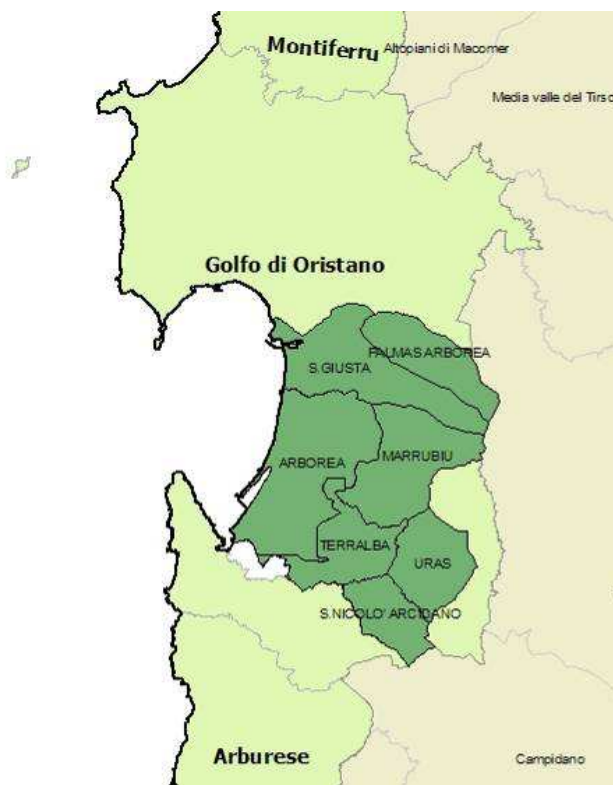 Montiferru
Altopiani di Macomer
Media valle del Tirso
Golfo di Oristano
PALMAS ARBOREA
S.GIUSTA
MARRUBIU
ARBOREA
TERRALBA
URAS
S.NICOLO' ARCIDANO
Arburese
Campidano